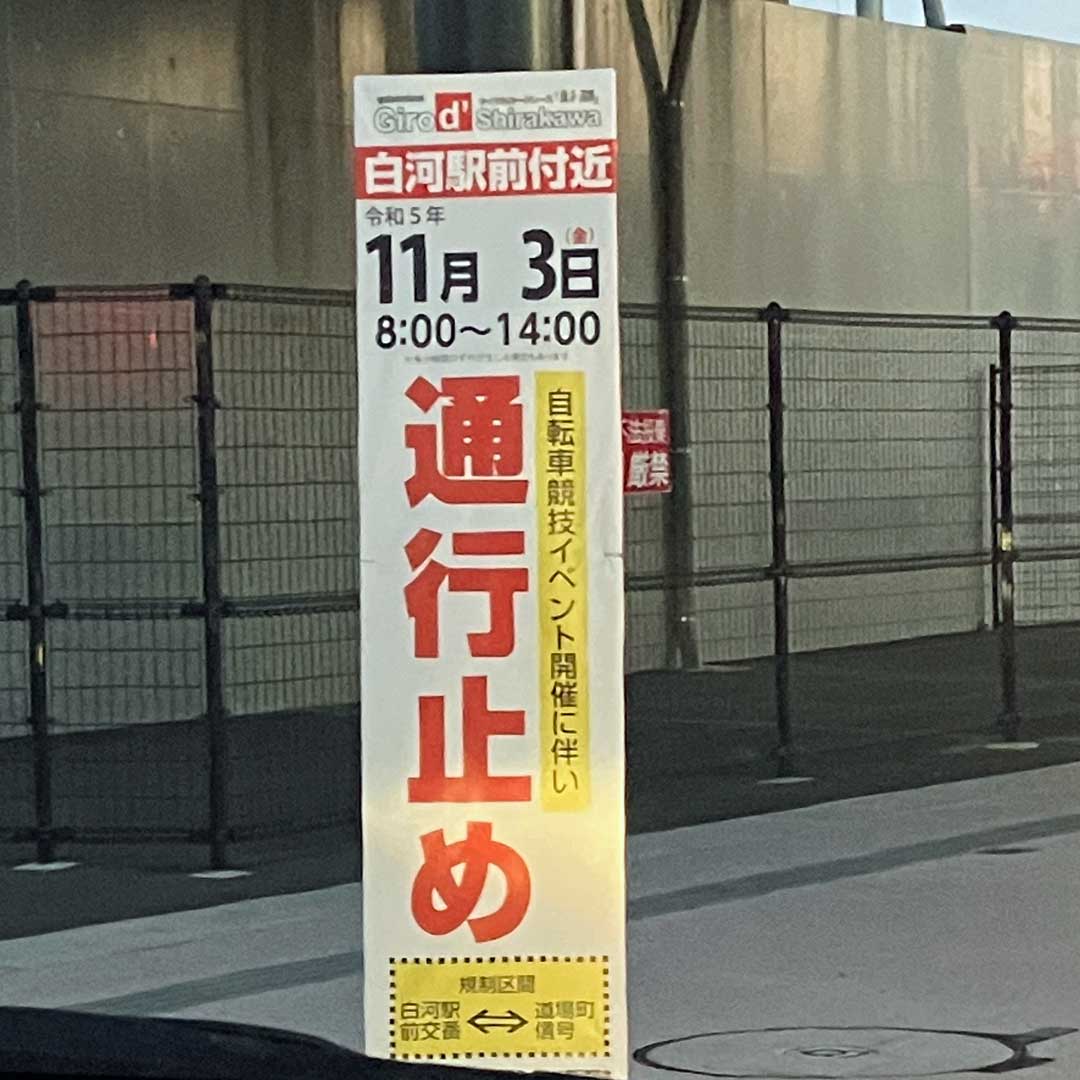 Giro d' Shirakawa
白河駅前付近
令和5年
11月 3日(金)
8:00〜14:00
自転車競技イベント開催に伴い
通行止め
厳禁
規制区間
白河駅前交番 ⇔ 道場町信号